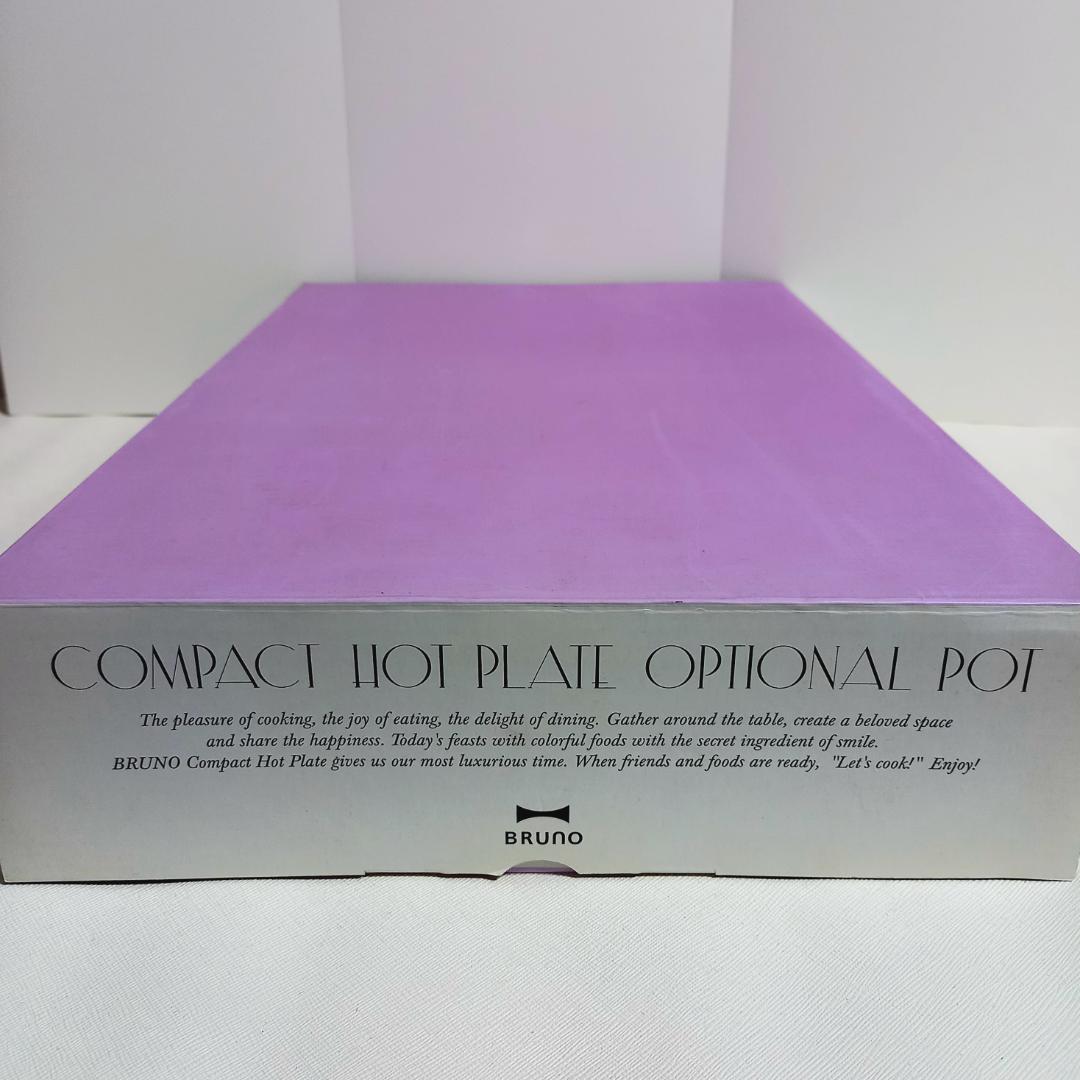 COMPACT HOT PLATE OPTIONAL POT
The pleasure of cooking, the joy of eating, the delight of dining. Gather around the table, create a beloved space
and share the happiness. Today's feasts with colorful foods with the secret ingredient of smile.
BRUNO Compact Hot Plate gives us our most luxurious time. When friends and foods are ready, "Let's cook!" Enjoy!
BRUNO